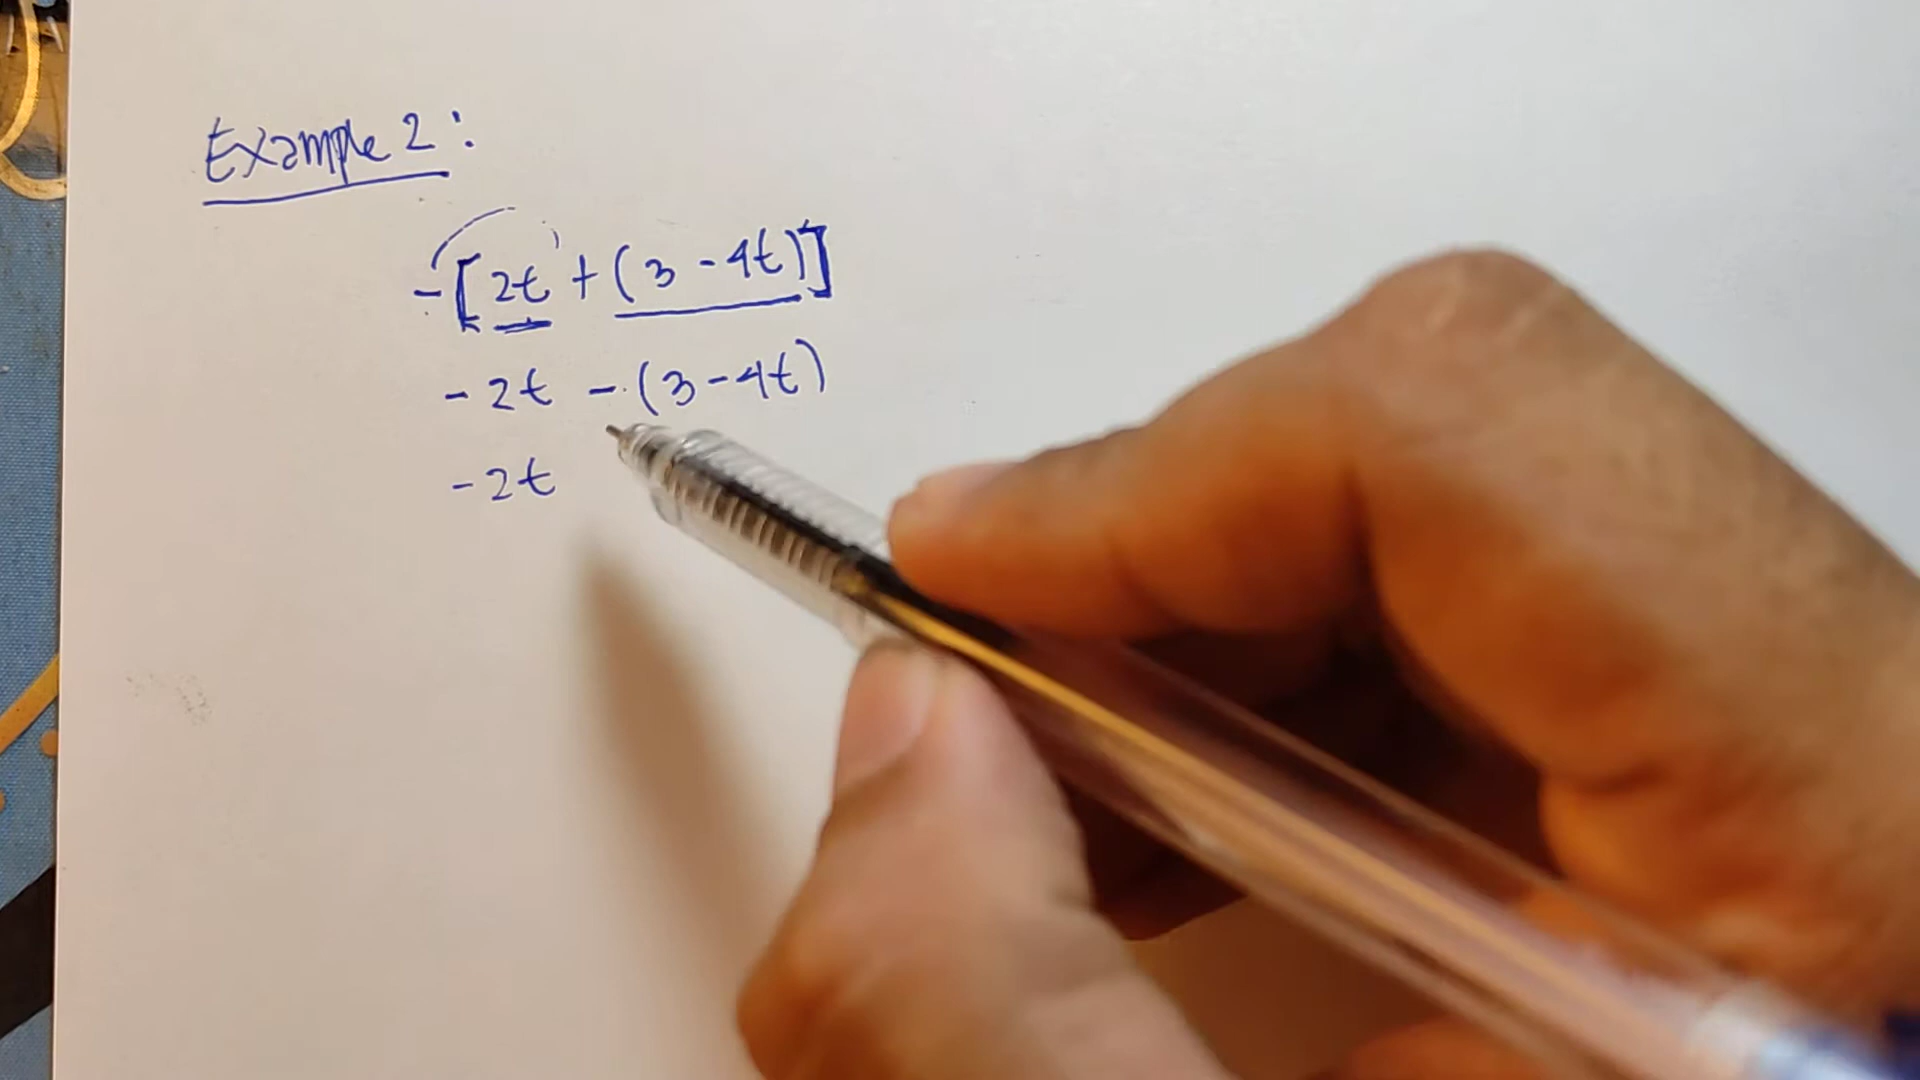 Example 2:
-[2t + (3 - 4t)]
- 2t - (3 - 4t)
- 2t